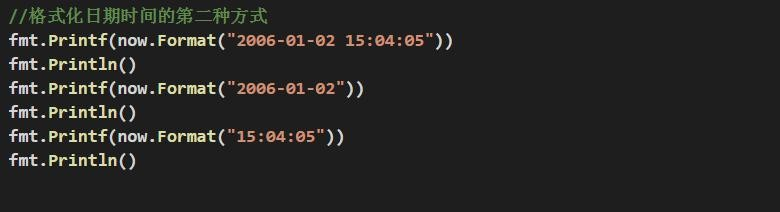 //格式化日期时间的第二种方式
fmt.Printf(now.Format("2006-01-02 15:04:05"))
fmt.Println()
fmt.Printf(now.Format("2006-01-02"))
fmt.Println()
fmt.Printf(now.Format("15:04:05"))
fmt.Println()